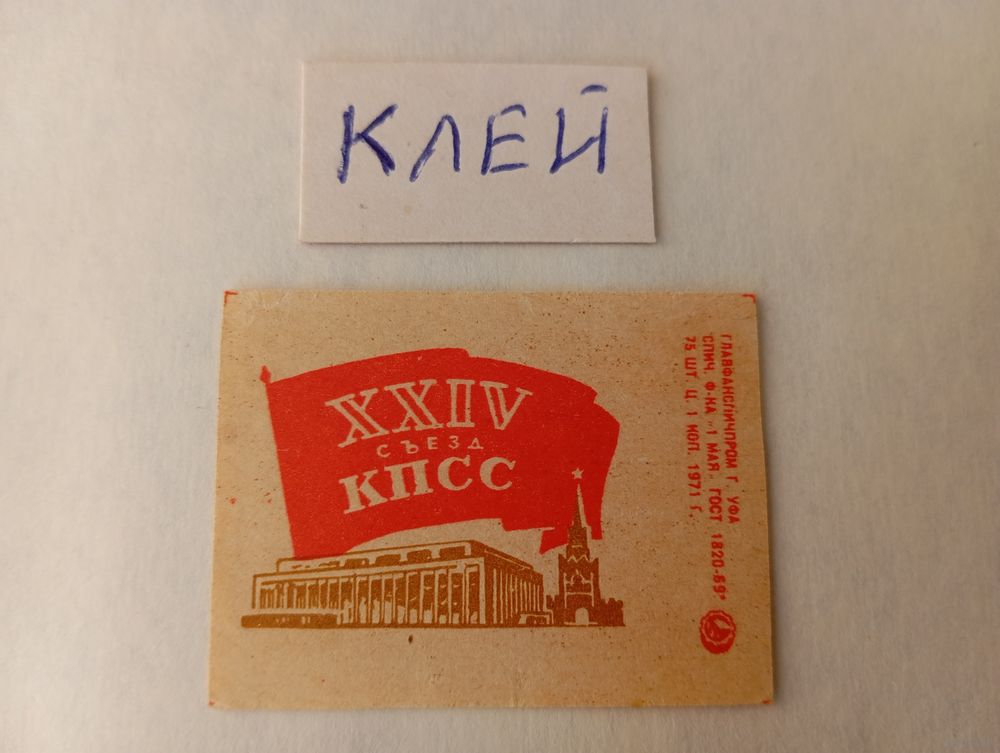 КЛЕЙ
XXIV
СЪЕЗД
КПСС
ГЛАВФАНСПИЧПРОМ Г. УФА
СПИЧ. Ф-КА „1 МАЯ„ ГОСТ 1820-69*
75 ШТ. Ц. 1 КОП. 1971 Г.